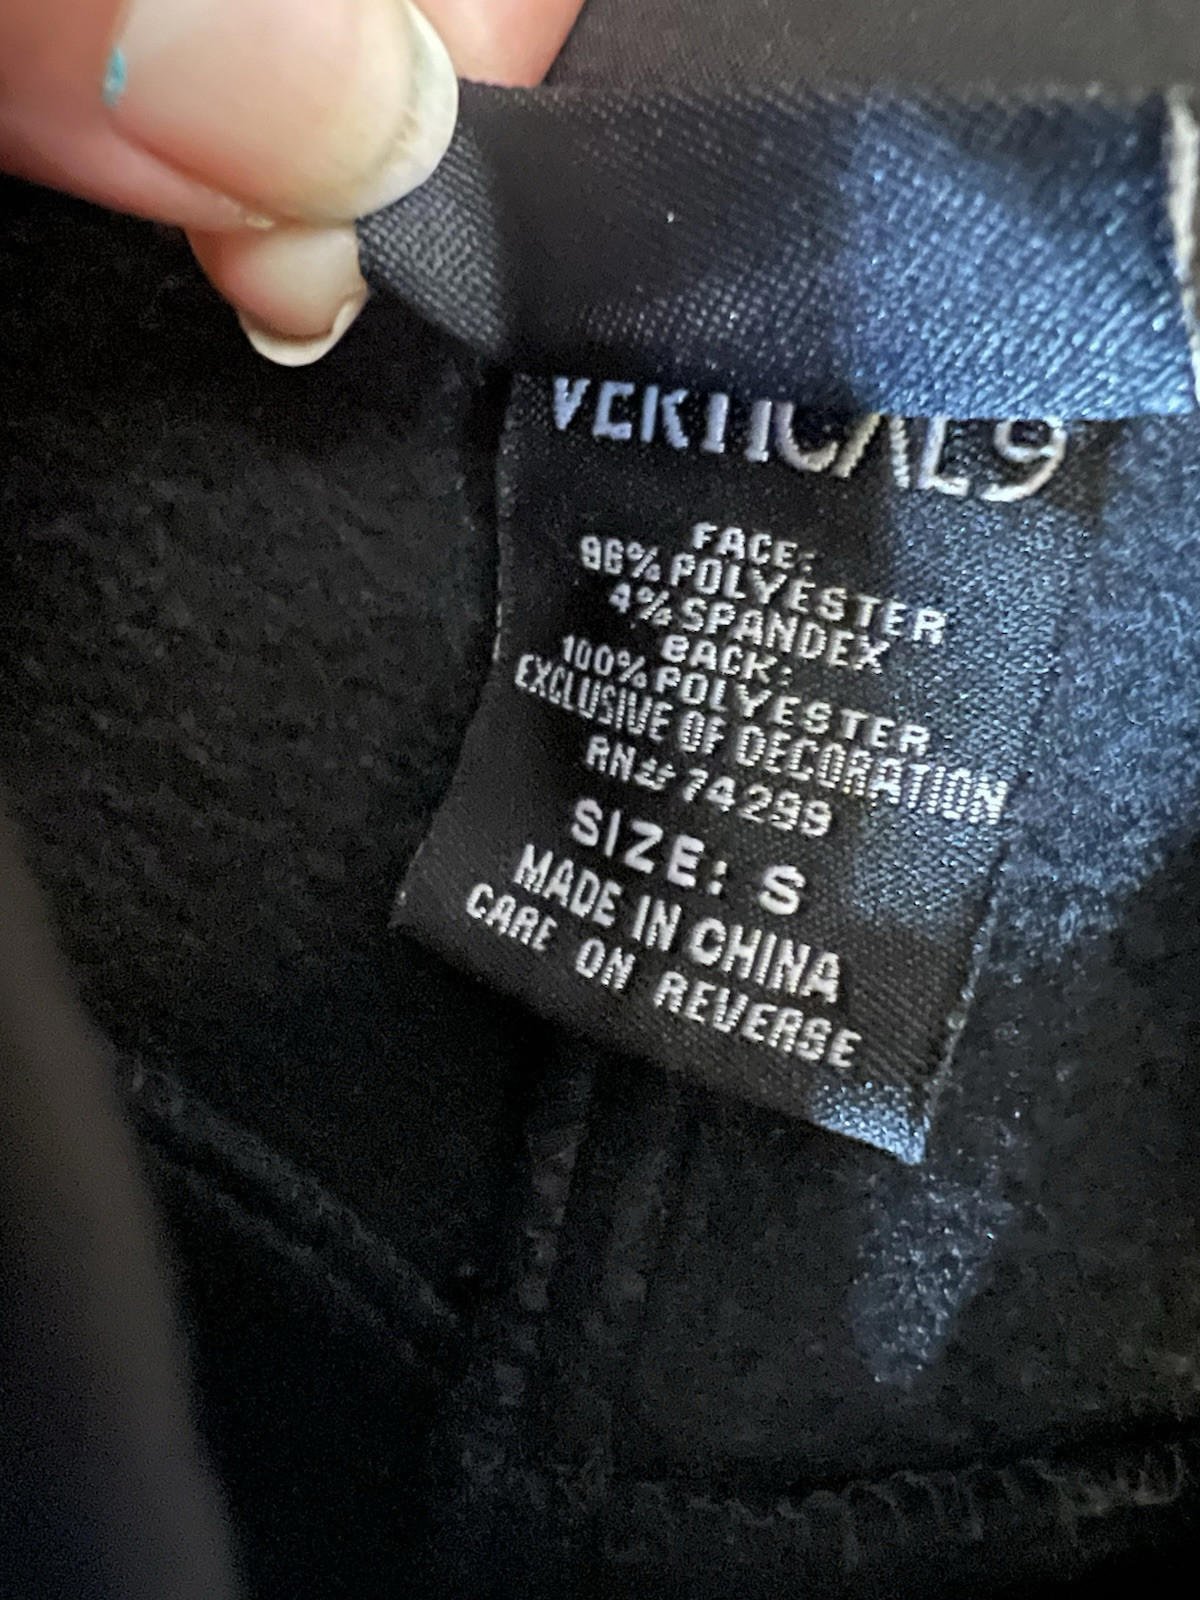 VERTICAL9
FACE:
96% POLYESTER
4% SPANDEX
BACK:
100% POLYESTER
EXCLUSIVE OF DECORATION
RN# 74299
SIZE: S
MADE IN CHINA
CARE ON REVERSE